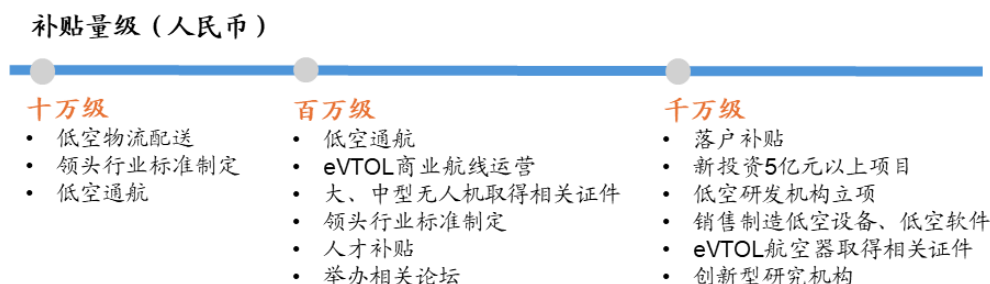 补贴量级（人民币）
十万级
• 低空物流配送
• 领头行业标准制定
• 低空通航
百万级
• 低空通航
• eVTOL商业航线运营
• 大、中型无人机取得相关证件
• 领头行业标准制定
• 人才补贴
• 举办相关论坛
千万级
• 落户补贴
• 新投资5亿元以上项目
• 低空研发机构立项
• 销售制造低空设备、低空软件
• eVTOL航空器取得相关证件
• 创新型研究机构